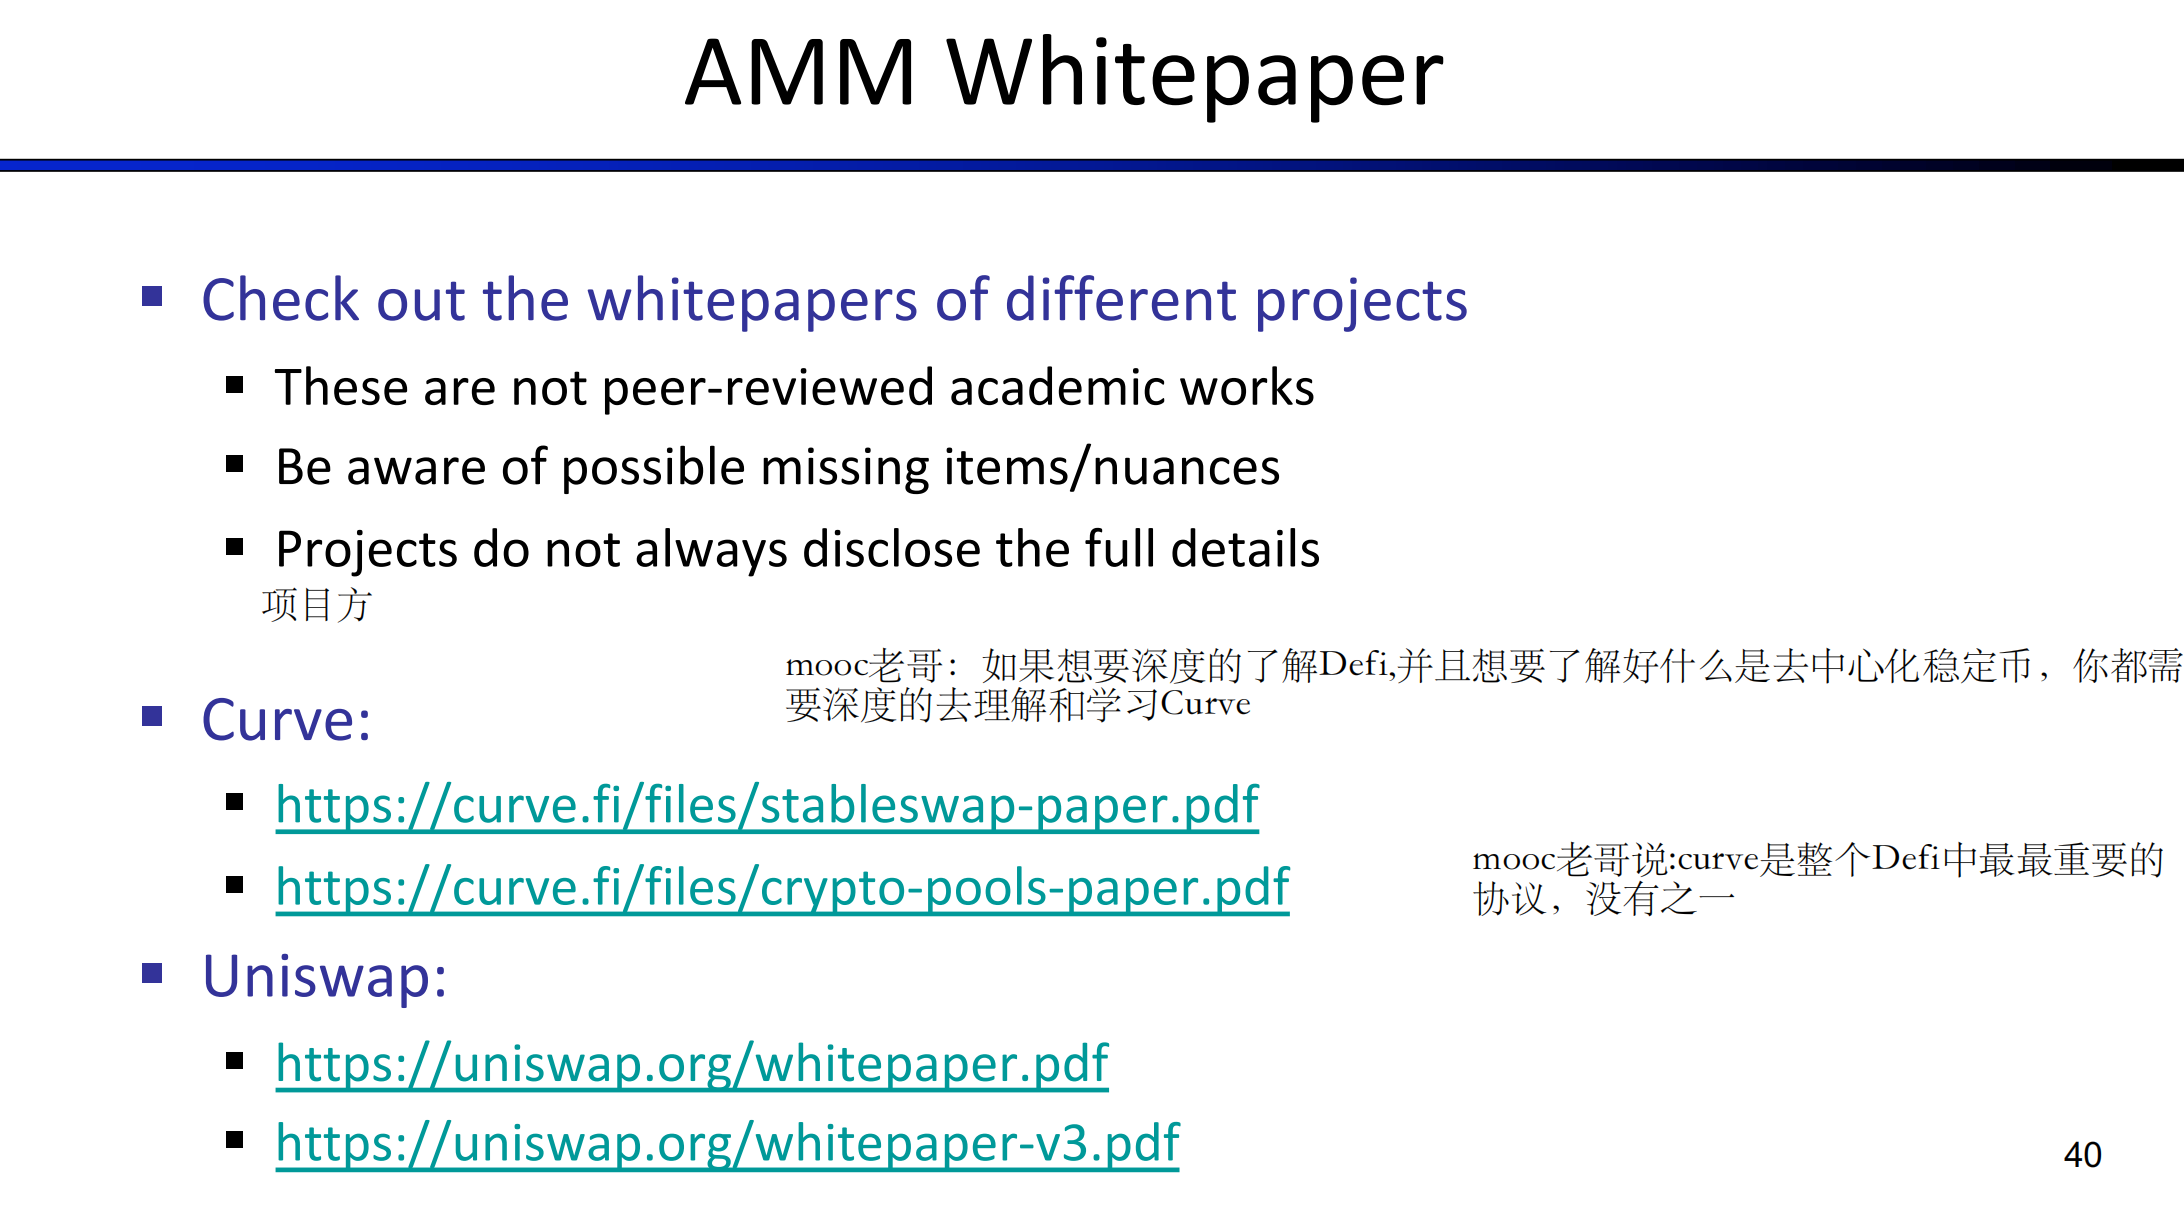 AMM Whitepaper
Check out the whitepapers of different projects
These are not peer-reviewed academic works
Be aware of possible missing items/nuances
Projects do not always disclose the full details
项目方
mooc老哥：如果想要深度的了解Defi,并且想要了解好什么是去中心化稳定币，你都需
要深度的去理解和学习Curve
Curve:
https://curve.fi/files/stableswap-paper.pdf
https://curve.fi/files/crypto-pools-paper.pdf
mooc老哥说:curve是整个Defi中最最重要的
协议，没有之一
Uniswap:
https://uniswap.org/whitepaper.pdf
https://uniswap.org/whitepaper-v3.pdf
40